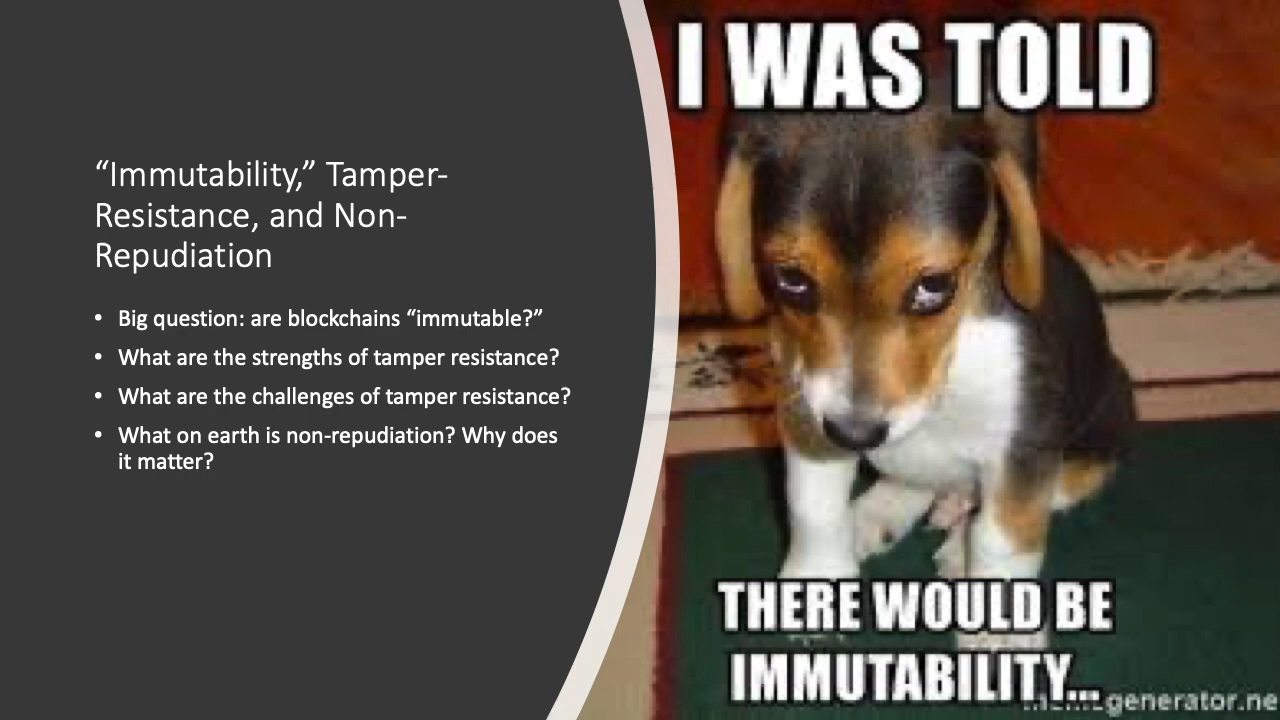 “Immutability,” Tamper-
Resistance, and Non-
Repudiation
• Big question: are blockchains “immutable?”
• What are the strengths of tamper resistance?
• What are the challenges of tamper resistance?
• What on earth is non-repudiation? Why does
it matter?
I WAS TOLD
THERE WOULD BE
IMMUTABILITY...
generator.ne